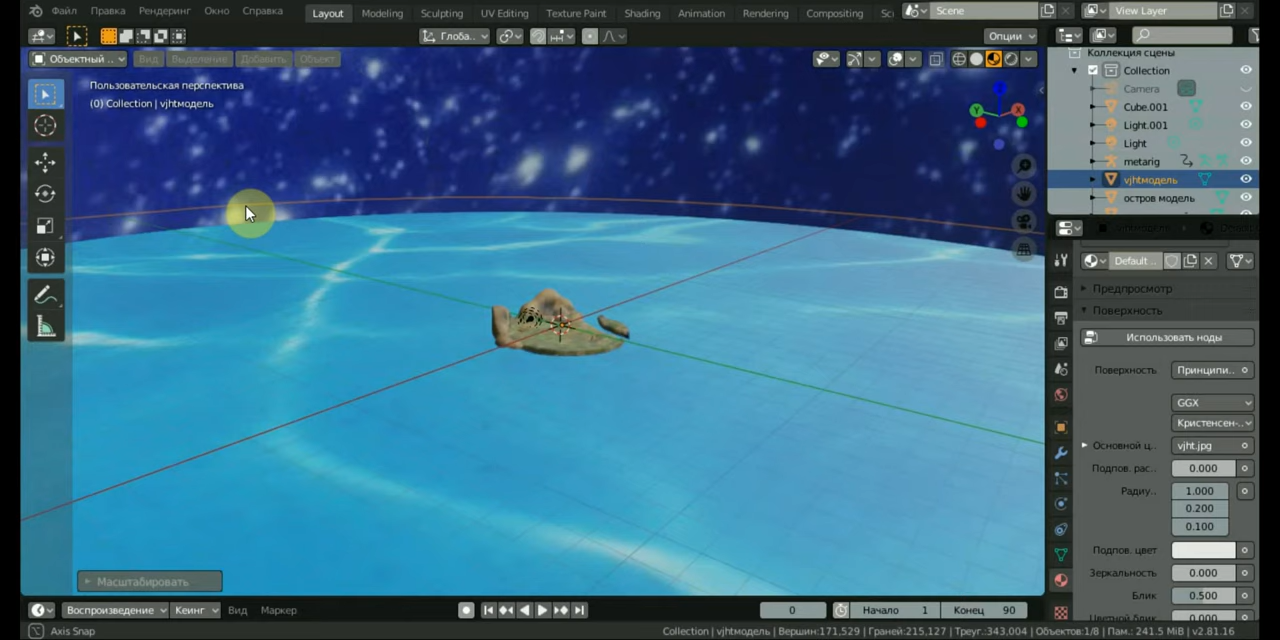 Файл Правка Рендеринг Окно Справка Layout Modeling Sculpting UV Editing Texture Paint Shading Animation Rendering Compositing Sc Scene View Layer
Глоба.. Опции
Объектный .. Вид Выделение Добавить Объект
Пользовательская перспектива
(0) Collection | vjhtмодель
Y X
Коллекция сцены
Collection
Camera
Cube.001
Light.001
Light
metarig
vjhtмодель
остров модель
Default ..
Предпросмотр
Поверхность
Использовать ноды
Поверхность Принципи..
GGX
Кристенсен-..
Основной ц.. vjht.jpg
Подпов. рас.. 0.000
Радиу.. 1.000
0.200
0.100
Подпов. цвет
Зеркальность 0.000
Блик 0.500
Цветной блик 0.000
Масштабировать
Воспроизведение Кеинг Вид Маркер 0 Начало 1 Конец 90
Axis Snap Collection | vjhtмодель | Вершин:171,529 | Граней:215,127 | Треуг.:343,004 | Объектов:1/8 | Пам.: 241.5 MiB | v2.81.16